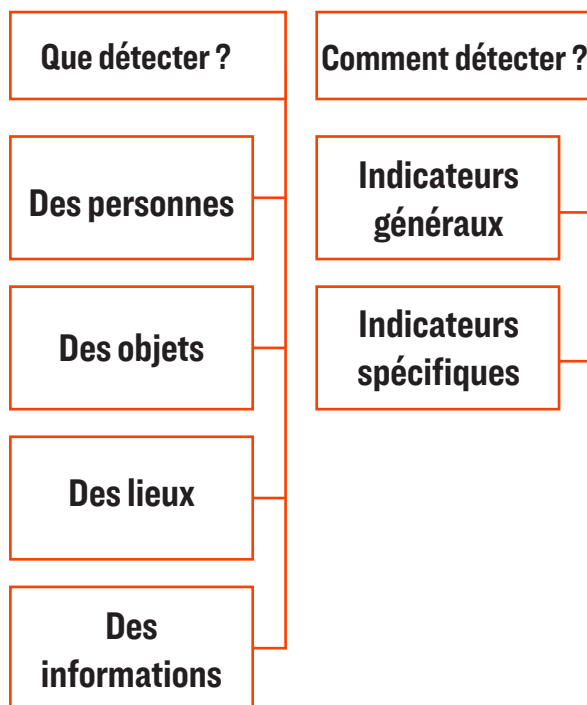 Que détecter ?
Des personnes
Des objets
Des lieux
Des
informations
Comment détecter ?
Indicateurs
généraux
Indicateurs
spécifiques